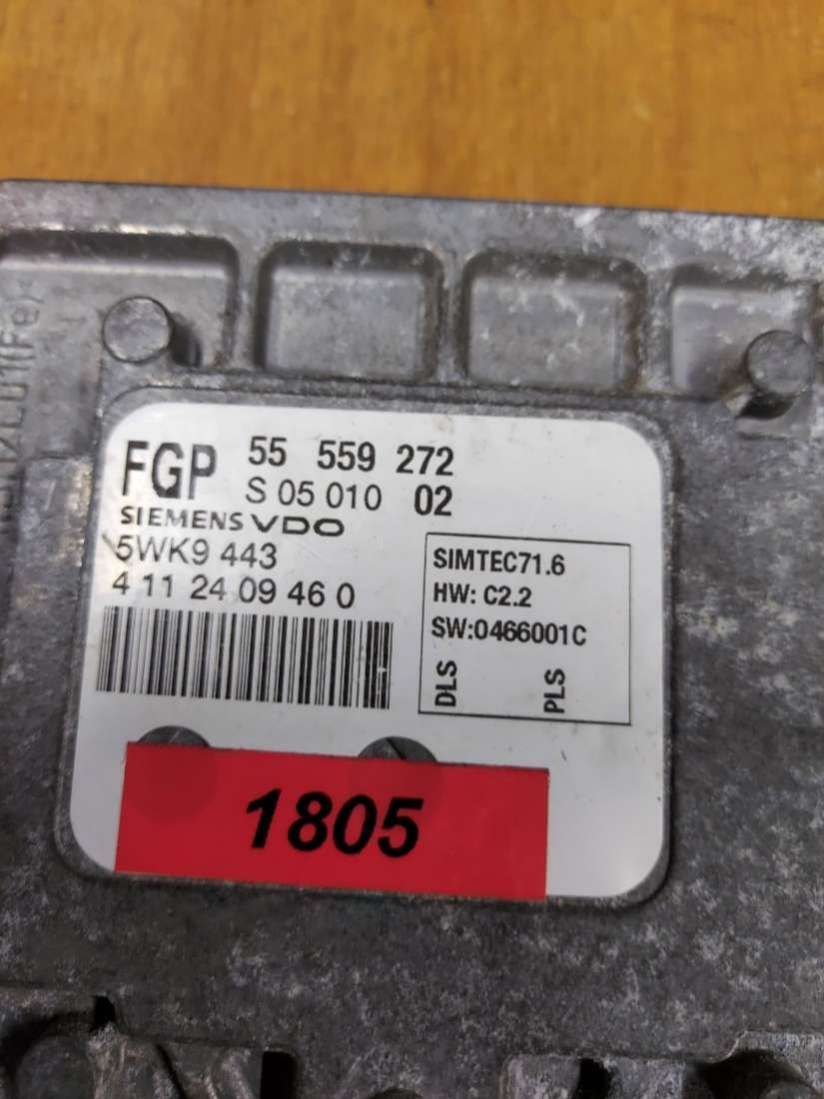 FGP 55 559 272
S 05 010 02
SIEMENS VDO
5WK9 443
4 11 24 09 46 0
SIMTEC71.6
HW: C2.2
SW:0466001C
DLS
PLS
1805